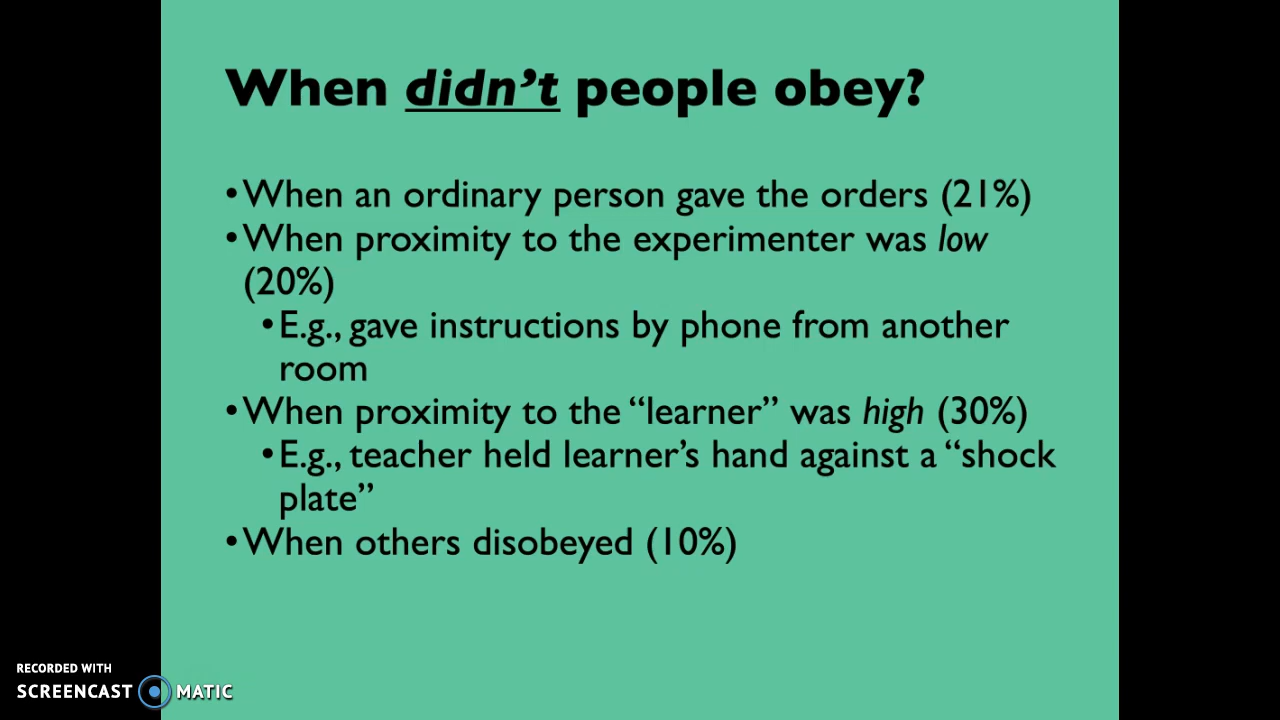 When didn’t people obey?
•When an ordinary person gave the orders (21%)
•When proximity to the experimenter was low
(20%)
•E.g., gave instructions by phone from another
room
•When proximity to the “learner” was high (30%)
•E.g., teacher held learner’s hand against a “shock
plate”
•When others disobeyed (10%)
RECORDED WITH
SCREENCAST MATIC